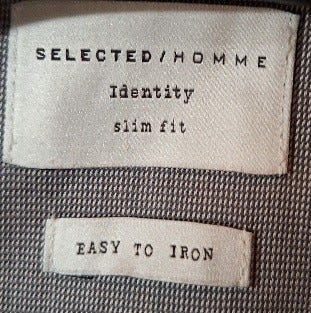 SELECTED/HOMME
Identity
slim fit
EASY TO IRON